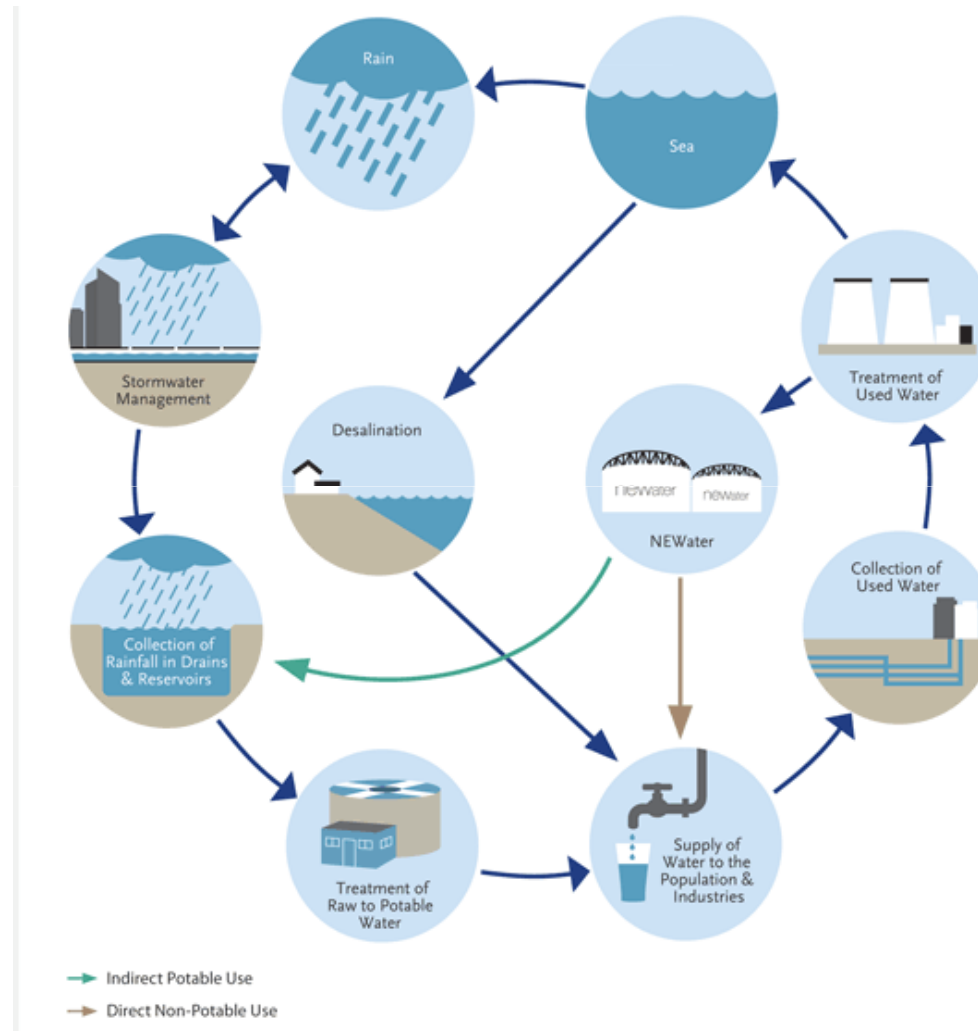 Rain
Sea
Stormwater
Management
Treatment of
Used Water
Desalination
newater
newater
NEWater
Collection of
Used Water
Collection of
Rainfall in Drains
& Reservoirs
Treatment of
Raw to Potable
Water
Supply of
Water to the
Population &
Industries
Indirect Potable Use
Direct Non-Potable Use